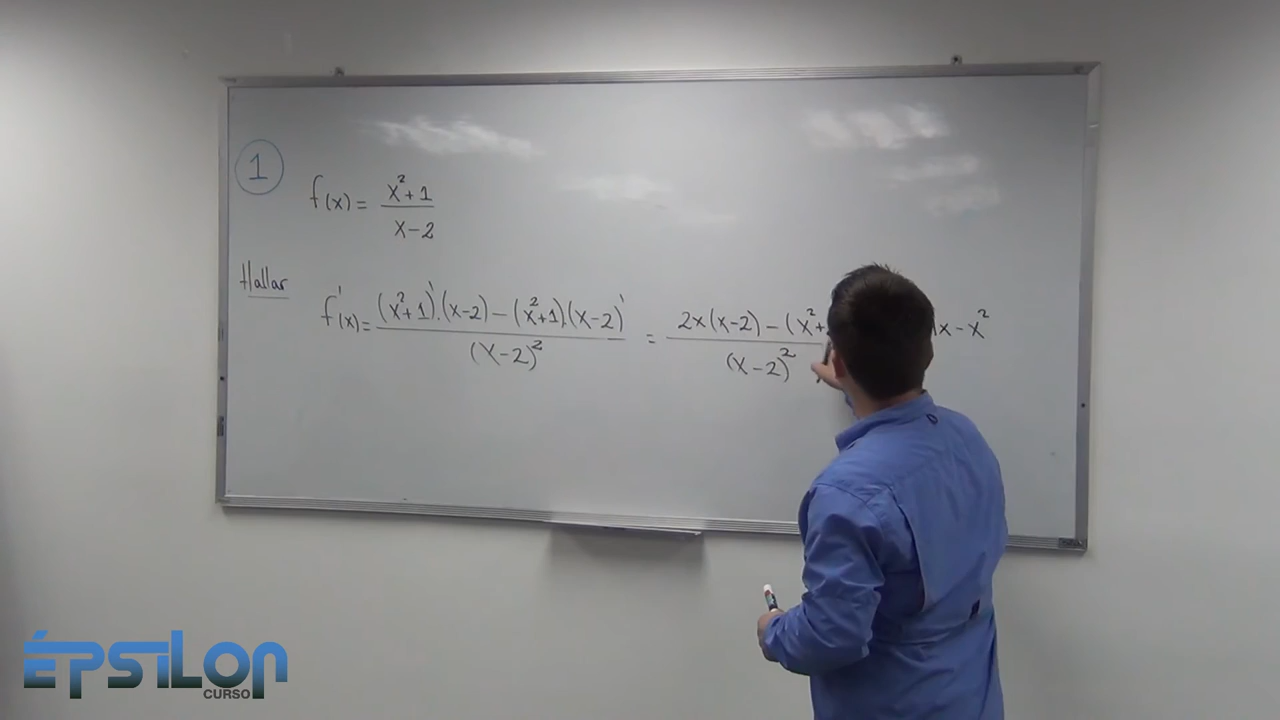 1
f(x) = (x²+1)/(x-2)
Hallar
f'(x) = ((x²+1)'.(x-2) - (x²+1).(x-2)')/(x-2)² = (2x(x-2) - (x²+ x - x²)/(x-2)²
ÉPSILON
CURSO